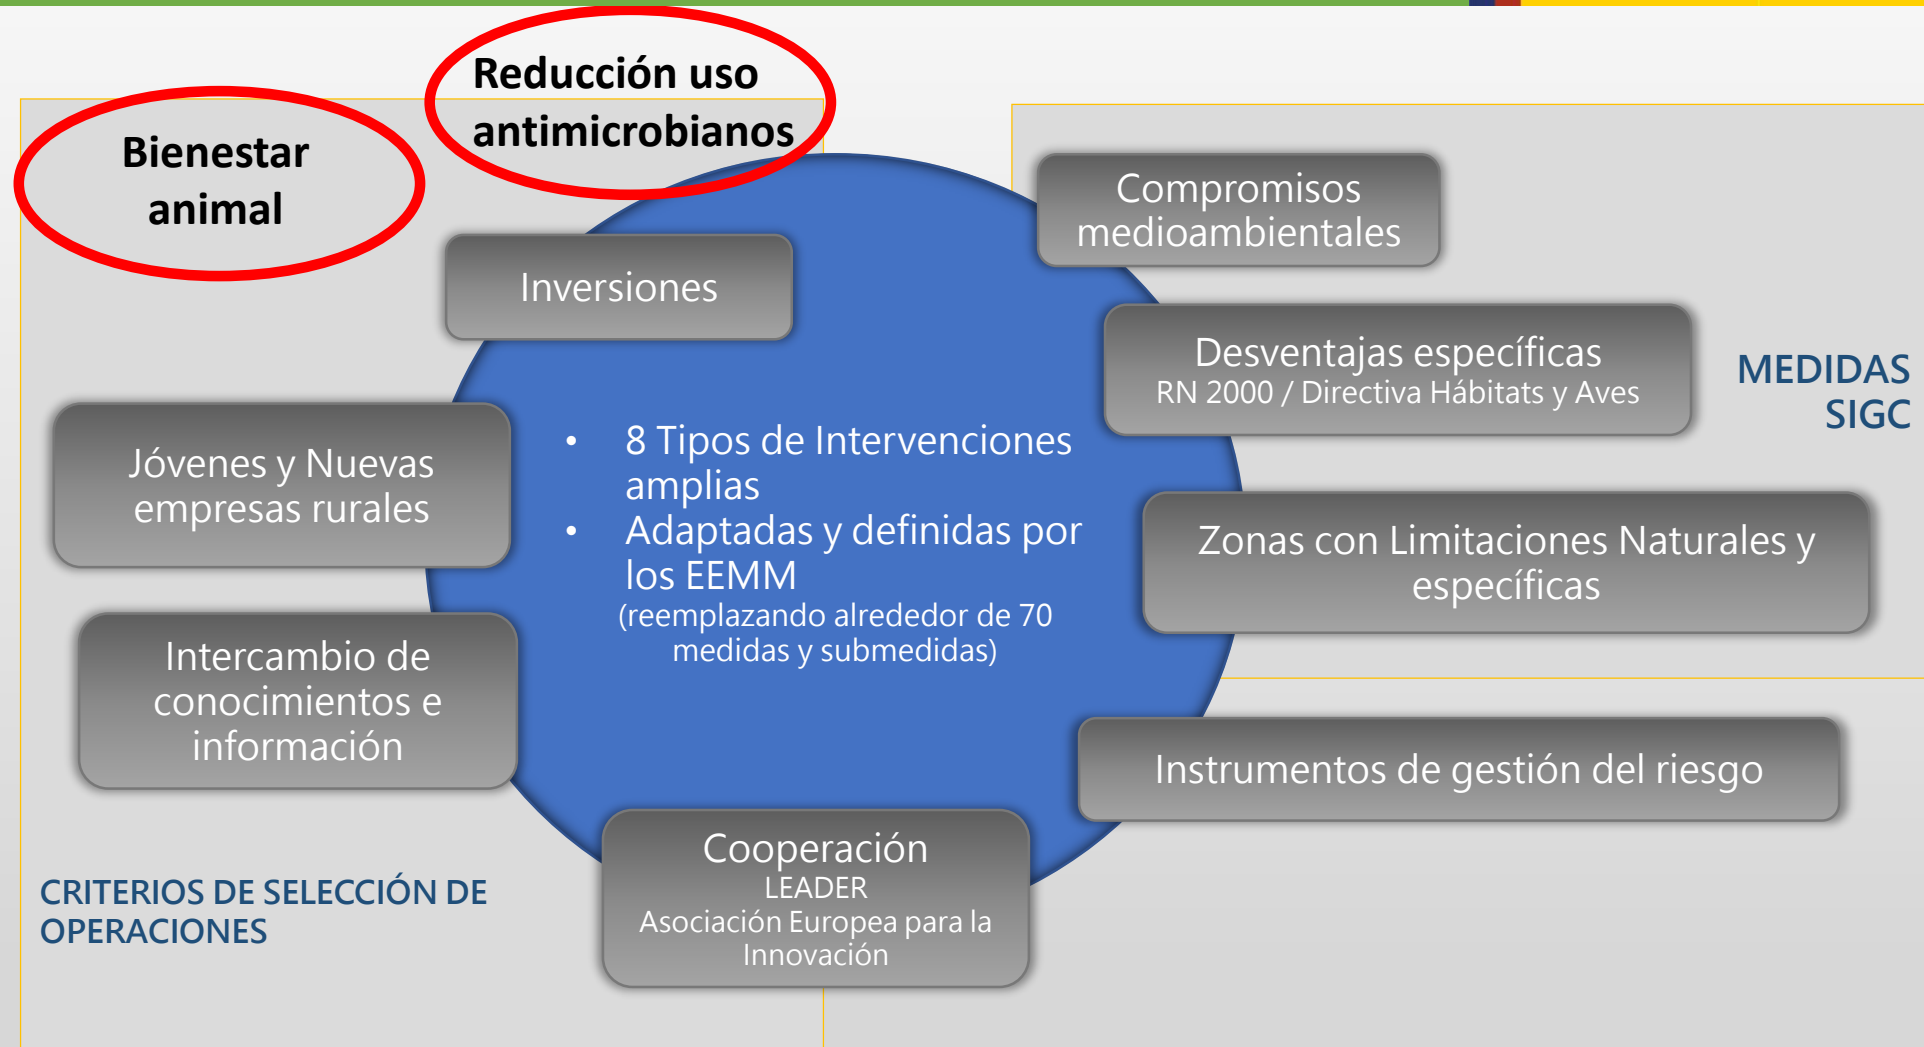 Reducción uso
antimicrobianos
Bienestar
animal
Inversiones
Jóvenes y Nuevas
empresas rurales
Intercambio de
conocimientos e
información
CRITERIOS DE SELECCIÓN DE
OPERACIONES
• 8 Tipos de Intervenciones
amplias
• Adaptadas y definidas por
los EEMM
(reemplazando alrededor de 70
medidas y submedidas)
Cooperación
LEADER
Asociación Europea para la
Innovación
Compromisos
medioambientales
Desventajas específicas
RN 2000 / Directiva Hábitats y Aves
MEDIDAS
SIGC
Zonas con Limitaciones Naturales y
específicas
Instrumentos de gestión del riesgo